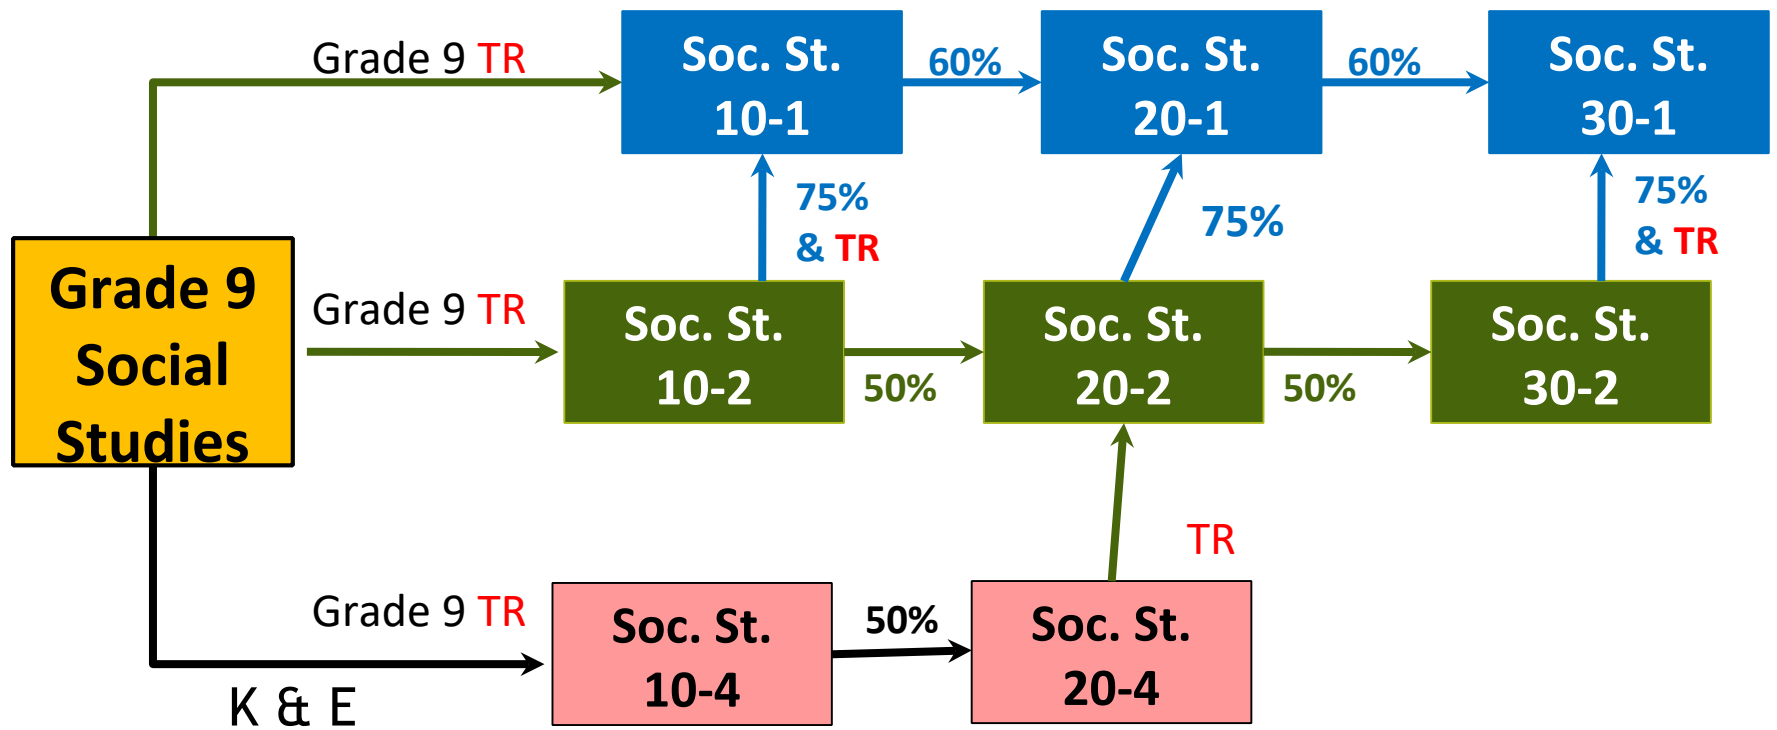 Grade 9 TR
Soc. St.
10-1
60%
Soc. St.
20-1
60%
Soc. St.
30-1
75%
& TR
75%
75%
& TR
Grade 9
Social
Studies
Grade 9 TR
Soc. St.
10-2
50%
Soc. St.
20-2
50%
Soc. St.
30-2
TR
Grade 9 TR
K & E
Soc. St.
10-4
50%
Soc. St.
20-4